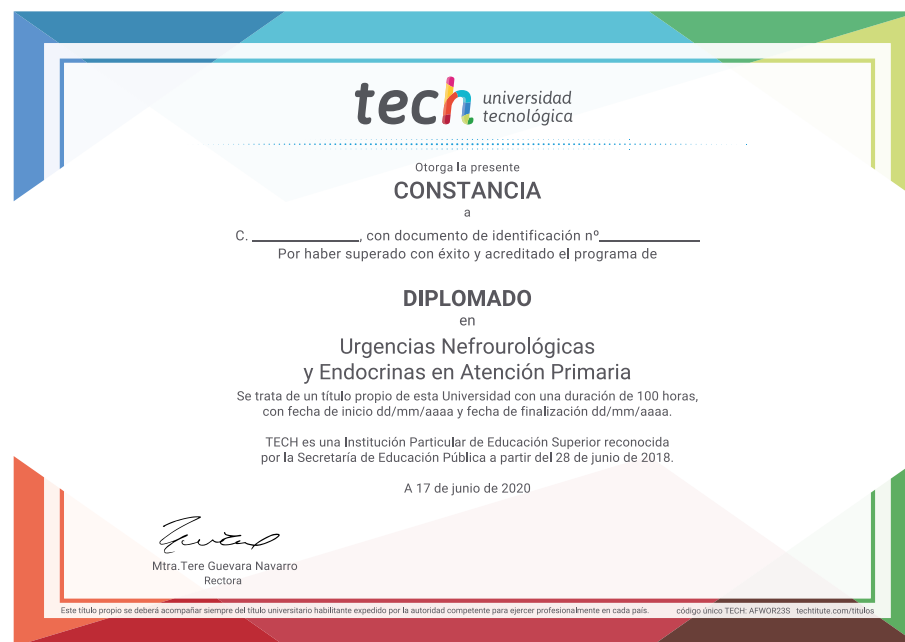 tech universidad
tecnológica
Otorga la presente
CONSTANCIA
a
C. ____________, con documento de identificación nº____________
Por haber superado con éxito y acreditado el programa de
DIPLOMADO
en
Urgencias Nefrourológicas
y Endocrinas en Atención Primaria
Se trata de un título propio de esta Universidad con una duración de 100 horas,
con fecha de inicio dd/mm/aaaa y fecha de finalización dd/mm/aaaa.
TECH es una Institución Particular de Educación Superior reconocida
por la Secretaría de Educación Pública a partir del 28 de junio de 2018.
A 17 de junio de 2020
Mtra.Tere Guevara Navarro
Rectora
Este título propio se deberá acompañar siempre del título universitario habilitante expedido por la autoridad competente para ejercer profesionalmente en cada país. código único TECH: AFWOR23S techtitute.com/titulos